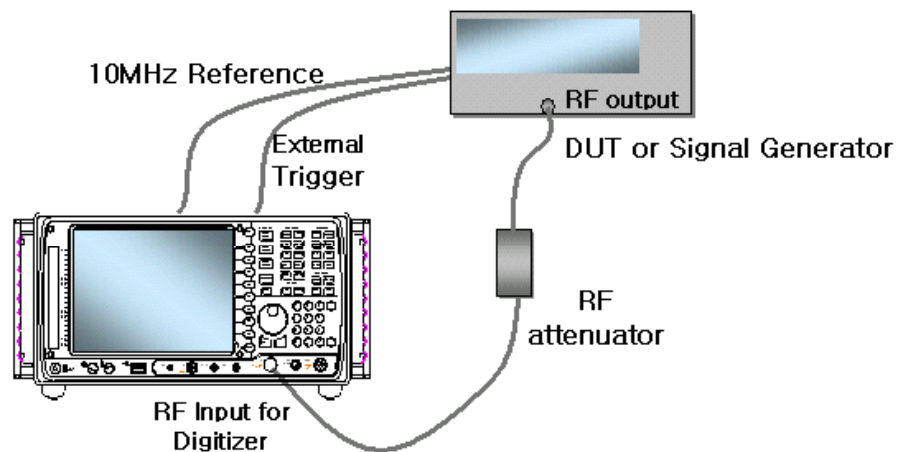 10MHz Reference
RF output
External
Trigger
DUT or Signal Generator
RF
attenuator
RF Input for
Digitizer